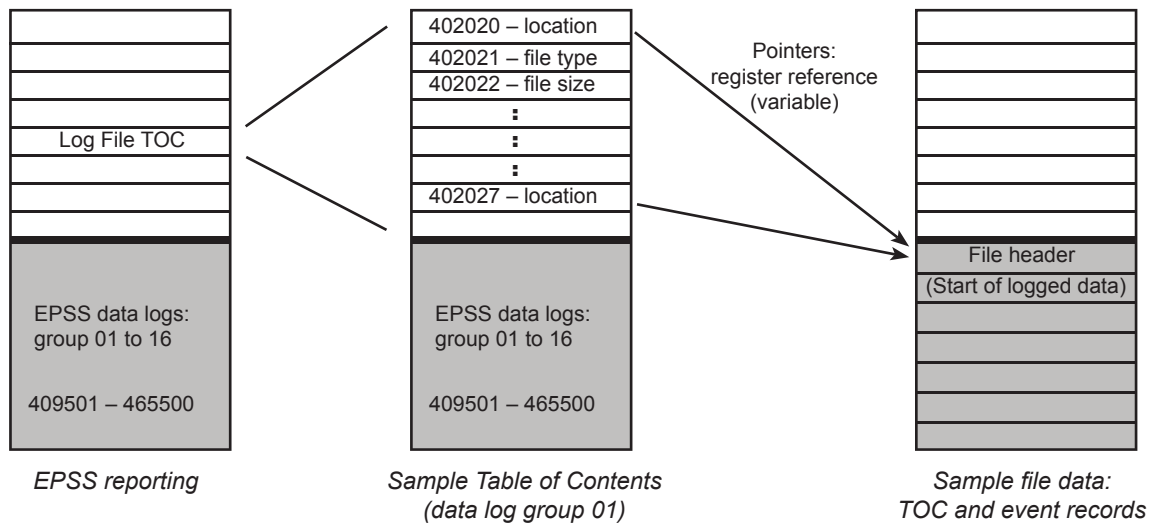 Log File TOC
EPSS data logs:
group 01 to 16
409501 – 465500
EPSS reporting
402020 – location
402021 – file type
402022 – file size
:
:
:
402027 – location
EPSS data logs:
group 01 to 16
409501 – 465500
Sample Table of Contents
(data log group 01)
Pointers:
register reference
(variable)
File header
(Start of logged data)
Sample file data:
TOC and event records